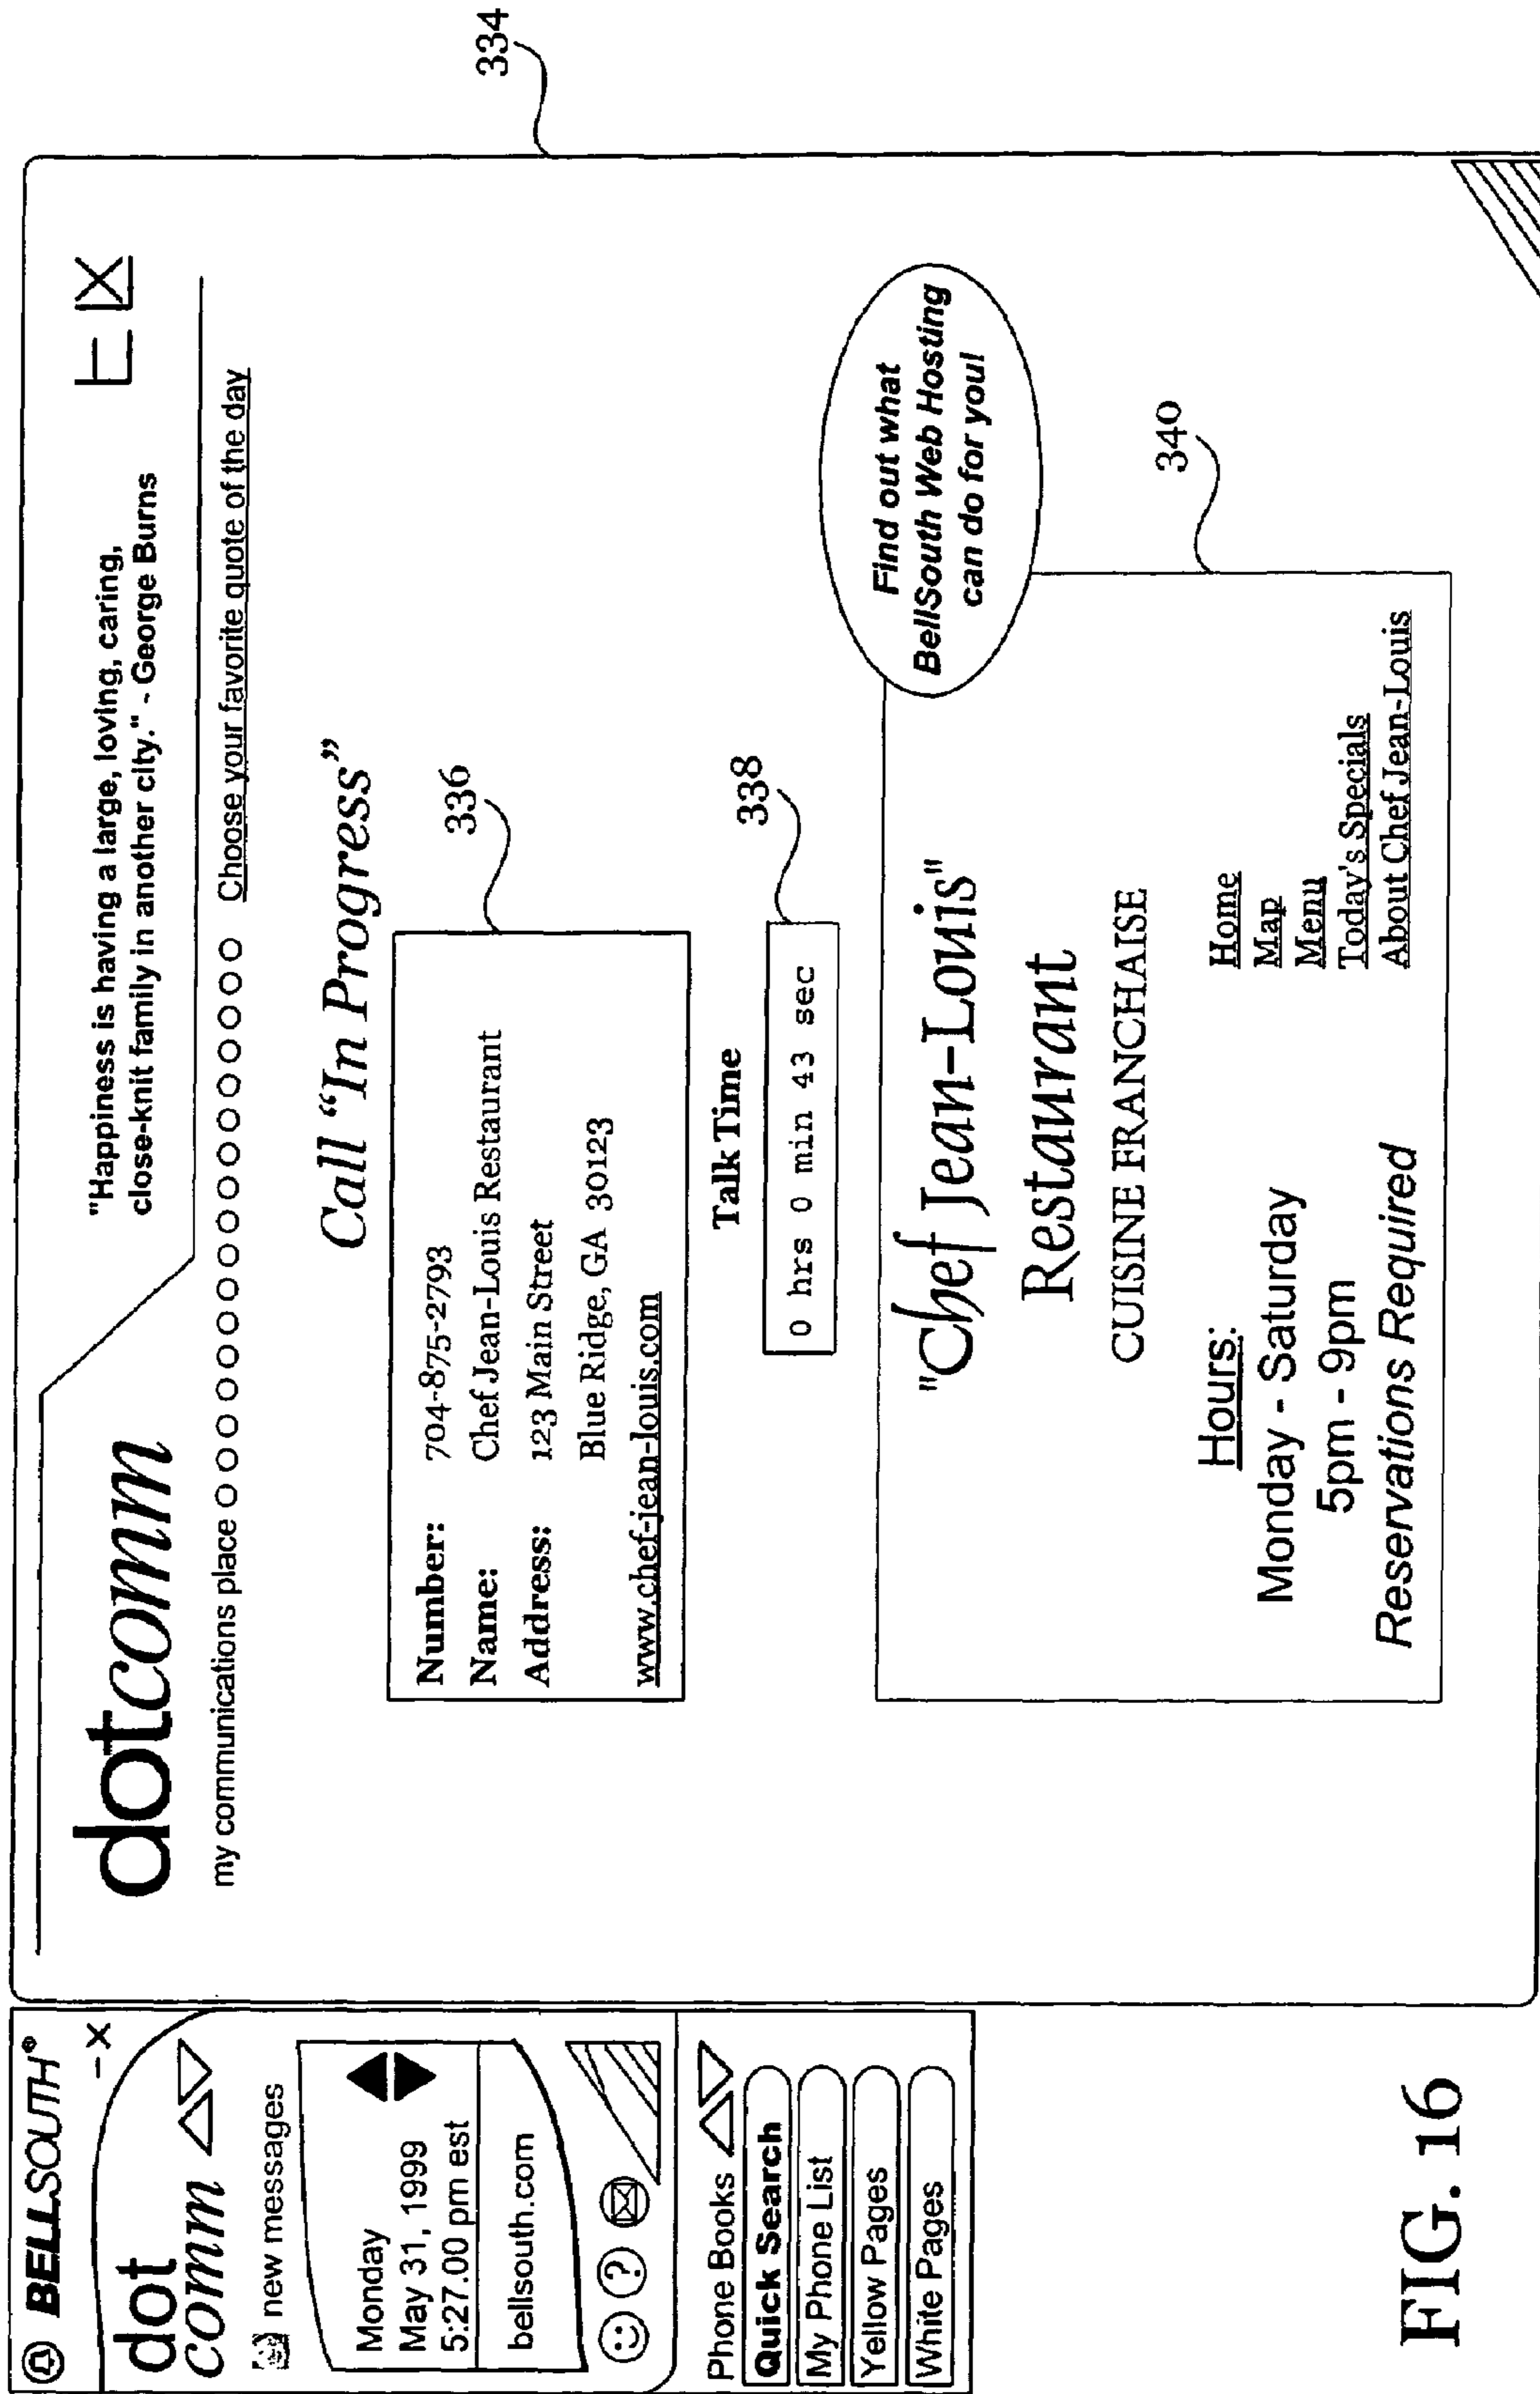 BELLSOUTH®
– X
dot
comm
new messages
Monday
May 31, 1999
5:27.00 pm est
bellsouth.com
?
Phone Books
Quick Search
My Phone List
Yellow Pages
White Pages
dotcomm
"Happiness is having a large, loving, caring,
close-knit family in another city." - George Burns
X
my communications place
Choose your favorite quote of the day
Call “In Progress”
Number: 704-875-2793
Name: Chef Jean-Louis Restaurant
Address: 123 Main Street
Blue Ridge, GA 30123
www.chef-jean-louis.com
336
Talk Time
0 hrs 0 min 43 sec
338
"Chef Jean-Louis"
Restaurant
CUISINE FRANCHAISE
Hours:
Monday - Saturday
5pm - 9pm
Reservations Required
Home
Map
Menu
Today's Specials
About Chef Jean-Louis
Find out what
BellSouth Web Hosting
can do for you!
340
334
FIG. 16